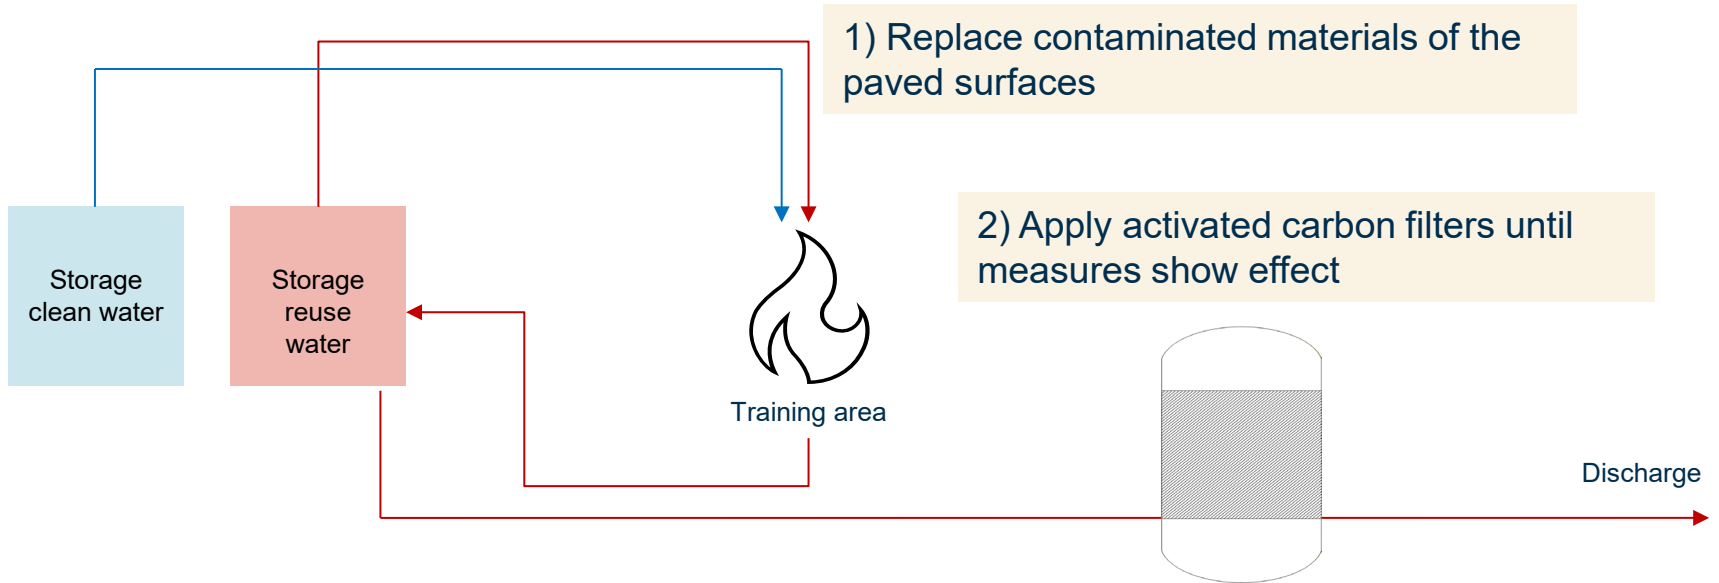 1) Replace contaminated materials of the
paved surfaces
2) Apply activated carbon filters until
measures show effect
Storage
clean water
Storage
reuse
water
Training area
Discharge